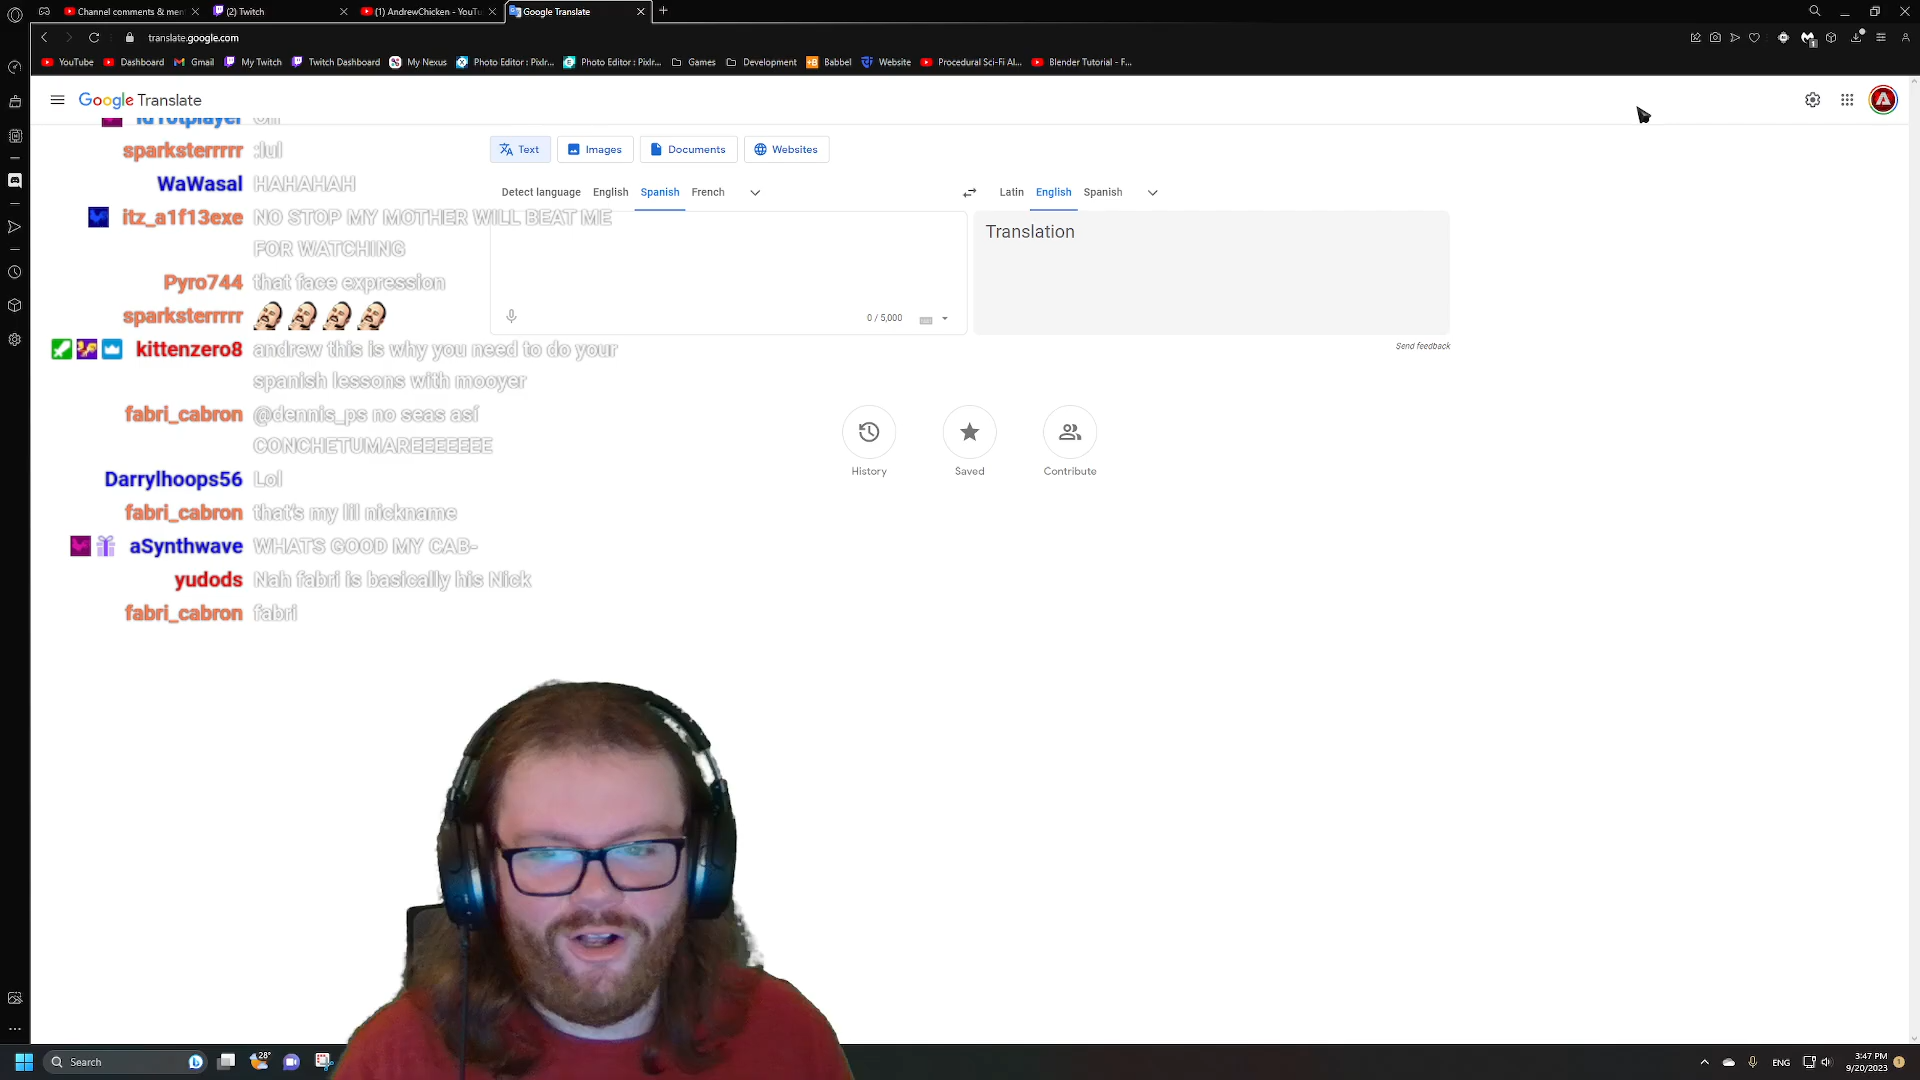 Channel comments & men
(2) Twitch
(1) AndrewChicken - YouTu
Google Translate
translate.google.com
YouTube
Dashboard
Gmail
My Twitch
Twitch Dashboard
My Nexus
Photo Editor : Pixlr...
Photo Editor : Pixlr...
Games
Development
Babbel
Website
Procedural Sci-Fi Al...
Blender Tutorial - F...
Google Translate
sparksterrrrr :lul
WaWasal HAHAHAH
itz_a1f13exe NO STOP MY MOTHER WILL BEAT ME
FOR WATCHING
Pyro744 that face expression
sparksterrrrr
kittenzero8 andrew this is why you need to do your
spanish lessons with mooyer
fabri_cabron @dennis_ps no seas así
CONCHETUMAREEEEEEE
Darrylhoops56 Lol
fabri_cabron that's my lil nickname
aSynthwave WHATS GOOD MY CAB-
yudods Nah fabri is basically his Nick
fabri_cabron fabri
Text
Images
Documents
Websites
Detect language English Spanish French
Latin English Spanish
Translation
0 / 5,000
Send feedback
History
Saved
Contribute
Search
28°
ENG
3:47 PM
9/20/2023